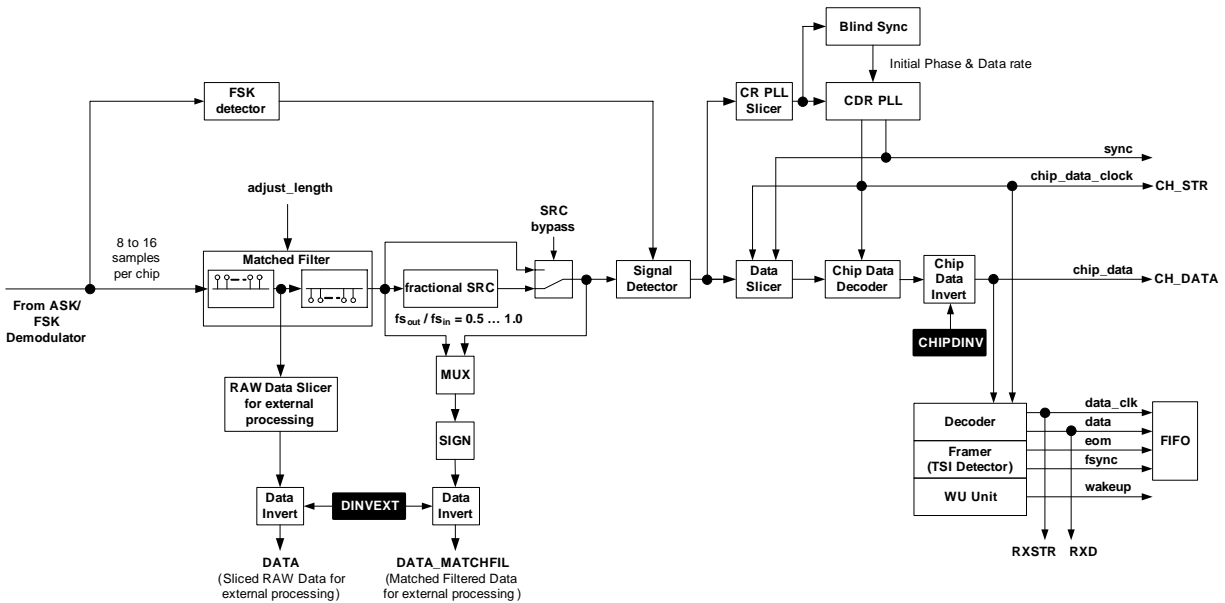 Blind Sync
Initial Phase & Data rate
FSK
detector
CR PLL
Slicer
CDR PLL
sync
adjust_length
chip_data_clock
CH_STR
SRC
bypass
8 to 16
samples
per chip
Matched Filter
fractional SRC
Signal
Detector
Data
Slicer
Chip Data
Decoder
Chip
Data
Invert
chip_data
CH_DATA
From ASK/
FSK
Demodulator
fsout / fsin = 0.5 ... 1.0
CHIPDINV
MUX
RAW Data Slicer
for external
processing
SIGN
Decoder
Framer
(TSI Detector)
WU Unit
data_clk
data
eom
fsync
wakeup
FIFO
Data
Invert
DINVEXT
Data
Invert
RXSTR
RXD
DATA
(Sliced RAW Data for
external processing)
DATA_MATCHFIL
(Matched Filtered Data
for external processing)